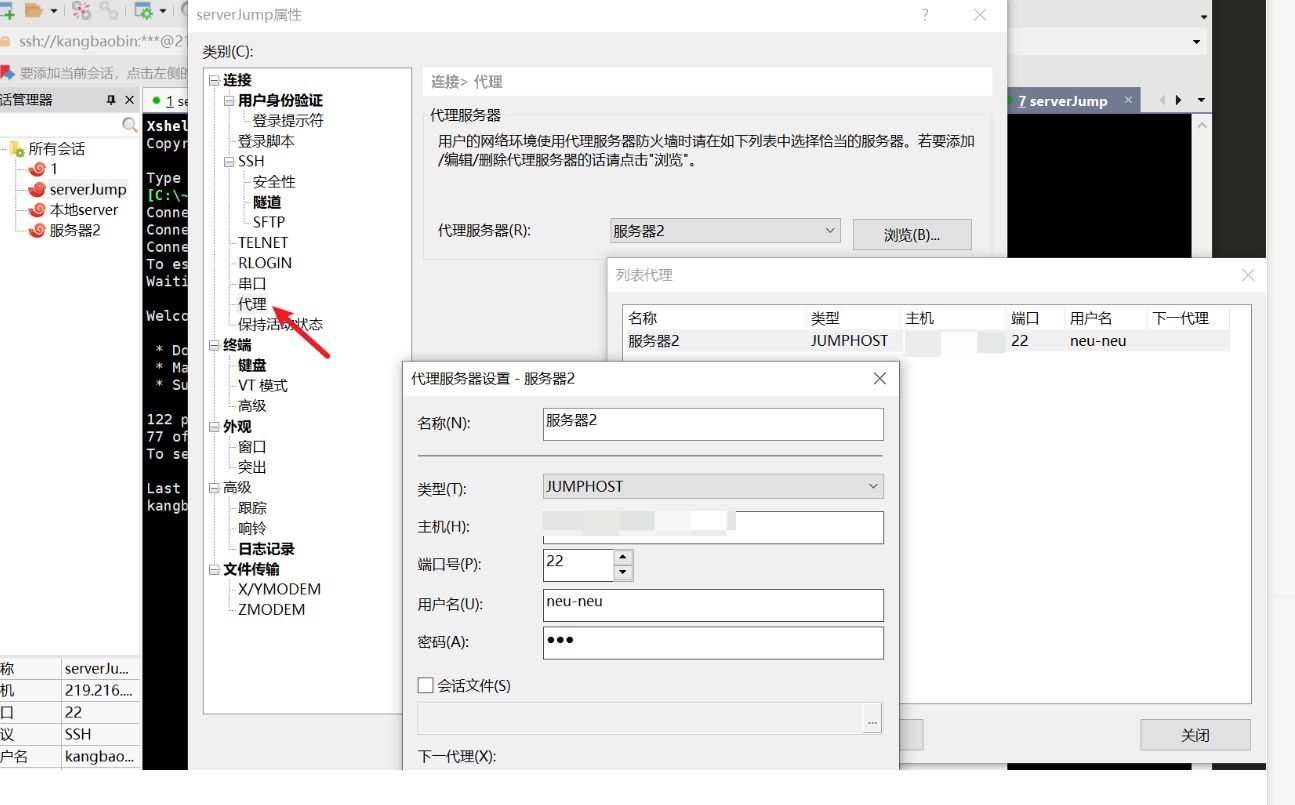 serverJump属性
?
ssh://kangbaobin:***@21
要添加当前会话，点击左侧的
话管理器
1 se
7 serverJump
所有会话
1
serverJump
本地server
服务器2
Xshel
Copyr
Type
[C:\~
Conne
Conne
Conne
To es
Waiti
Welco
* Do
* Ma
* Su
122 p
77 of
To se
Last
kangb
称 serverJu...
机 219.216....
口 22
议 SSH
户名 kangbao...
类别(C):
连接
用户身份验证
登录提示符
登录脚本
SSH
安全性
隧道
SFTP
TELNET
RLOGIN
串口
代理
保持活动状态
终端
键盘
VT 模式
高级
外观
窗口
突出
高级
跟踪
响铃
日志记录
文件传输
X/YMODEM
ZMODEM
连接> 代理
代理服务器
用户的网络环境使用代理服务器防火墙时请在如下列表中选择恰当的服务器。若要添加
/编辑/删除代理服务器的话请点击"浏览"。
代理服务器(R): 服务器2 浏览(B)...
列表代理
名称 类型 主机 端口 用户名 下一代理
服务器2 JUMPHOST 22 neu-neu
关闭
代理服务器设置 - 服务器2
名称(N): 服务器2
类型(T): JUMPHOST
主机(H):
端口号(P): 22
用户名(U): neu-neu
密码(A): ●●●
会话文件(S)
...
下一代理(X):